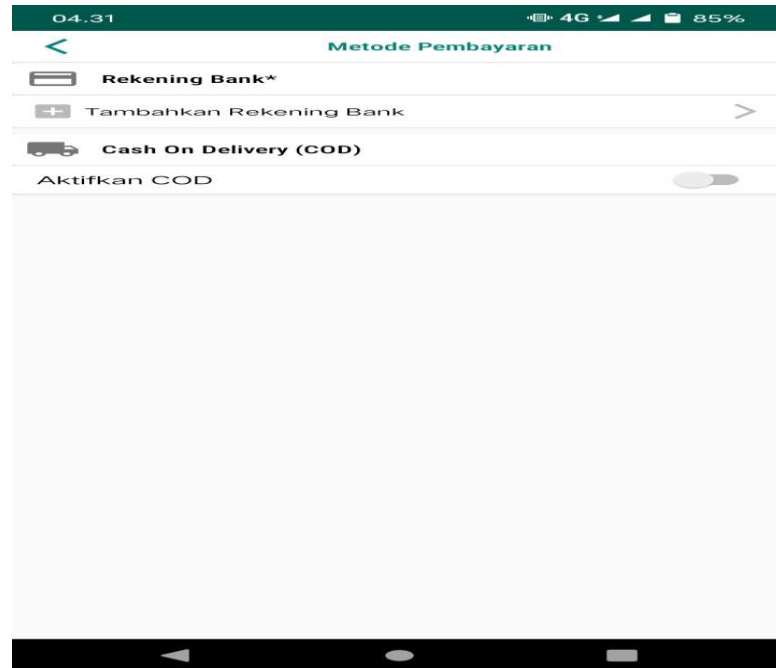 04.31 4G 85%
Metode Pembayaran
Rekening Bank*
Tambahkan Rekening Bank
Cash On Delivery (COD)
Aktifkan COD